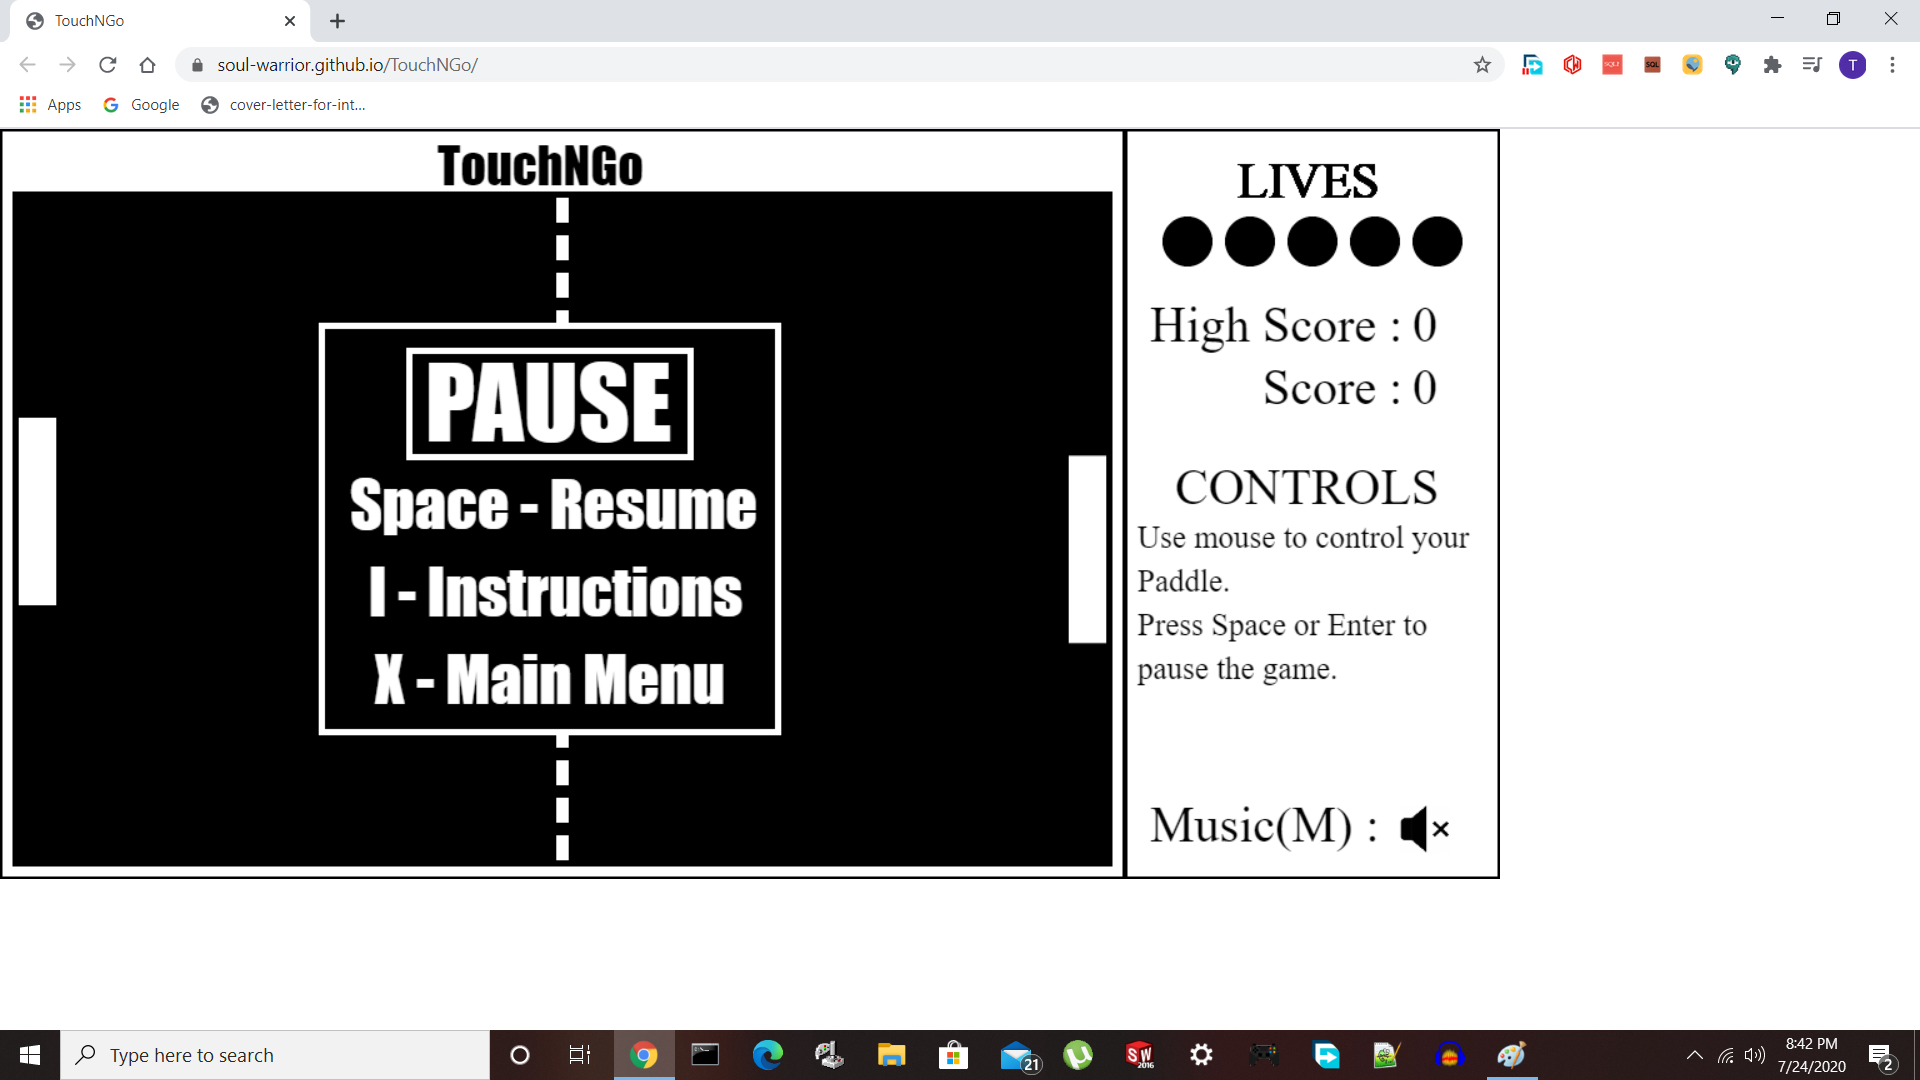 TouchNGo
soul-warrior.github.io/TouchNGo/
T
Apps
Google
cover-letter-for-int...
TouchNGo
PAUSE
Space - Resume
I - Instructions
X - Main Menu
LIVES
High Score : 0
Score : 0
CONTROLS
Use mouse to control your
Paddle.
Press Space or Enter to
pause the game.
Music(M) :
Type here to search
21
SW
2016
8:42 PM
7/24/2020
2